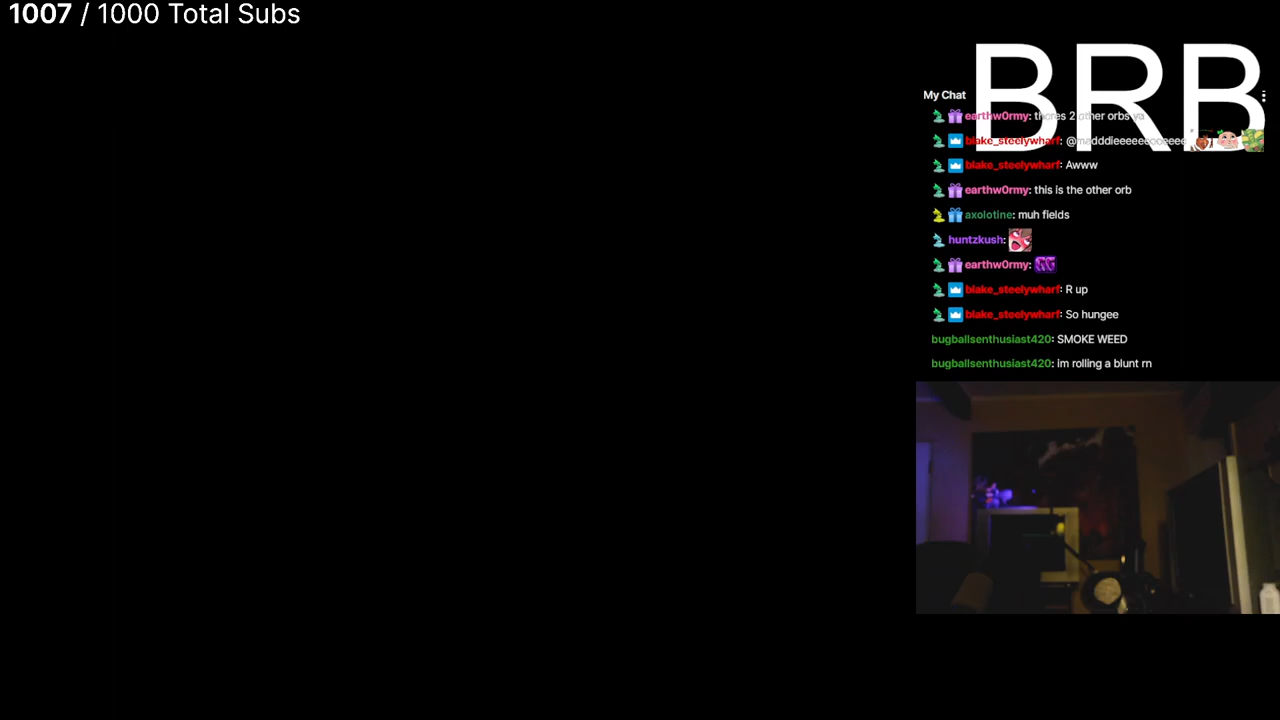 1007 / 1000 Total Subs
BRB
My Chat
earthw0rmy: theres 2 other orbs ya
blake_steelywharf: @madddieeeeeeoceeee
blake_steelywharf: Awww
earthw0rmy: this is the other orb
axolotine: muh fields
huntzkush:
earthw0rmy:
blake_steelywharf: R up
blake_steelywharf: So hungee
bugballsenthusiast420: SMOKE WEED
bugballsenthusiast420: im rolling a blunt rn